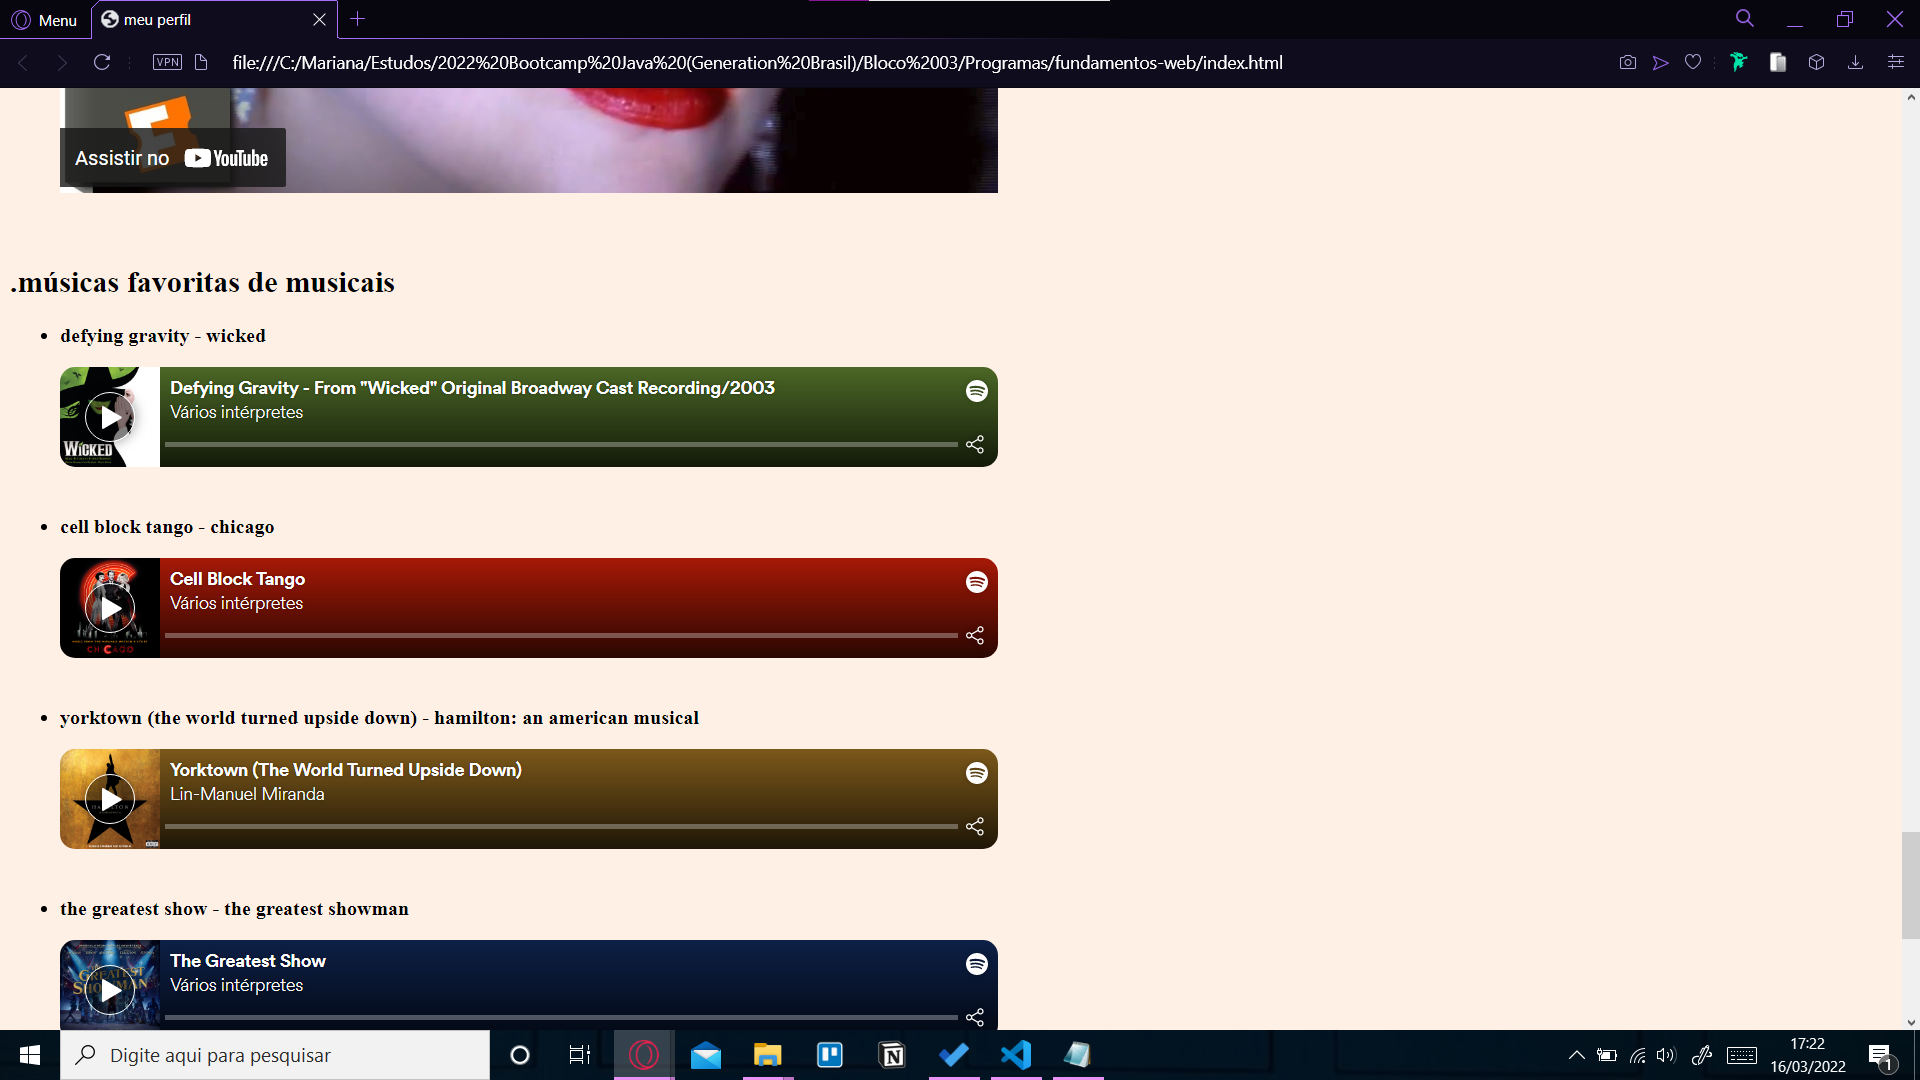 Menu
meu perfil
VPN
file:///C:/Mariana/Estudos/2022%20Bootcamp%20Java%20(Generation%20Brasil)/Bloco%2003/Programas/fundamentos-web/index.html
Assistir no YouTube
.músicas favoritas de musicais
defying gravity - wicked
Defying Gravity - From "Wicked" Original Broadway Cast Recording/2003
Vários intérpretes
WICKED
cell block tango - chicago
Cell Block Tango
Vários intérpretes
CHICAGO
yorktown (the world turned upside down) - hamilton: an american musical
Yorktown (The World Turned Upside Down)
Lin-Manuel Miranda
the greatest show - the greatest showman
The Greatest Show
Vários intérpretes
GREATEST
SHOWMAN
Digite aqui para pesquisar
17:22
16/03/2022
1